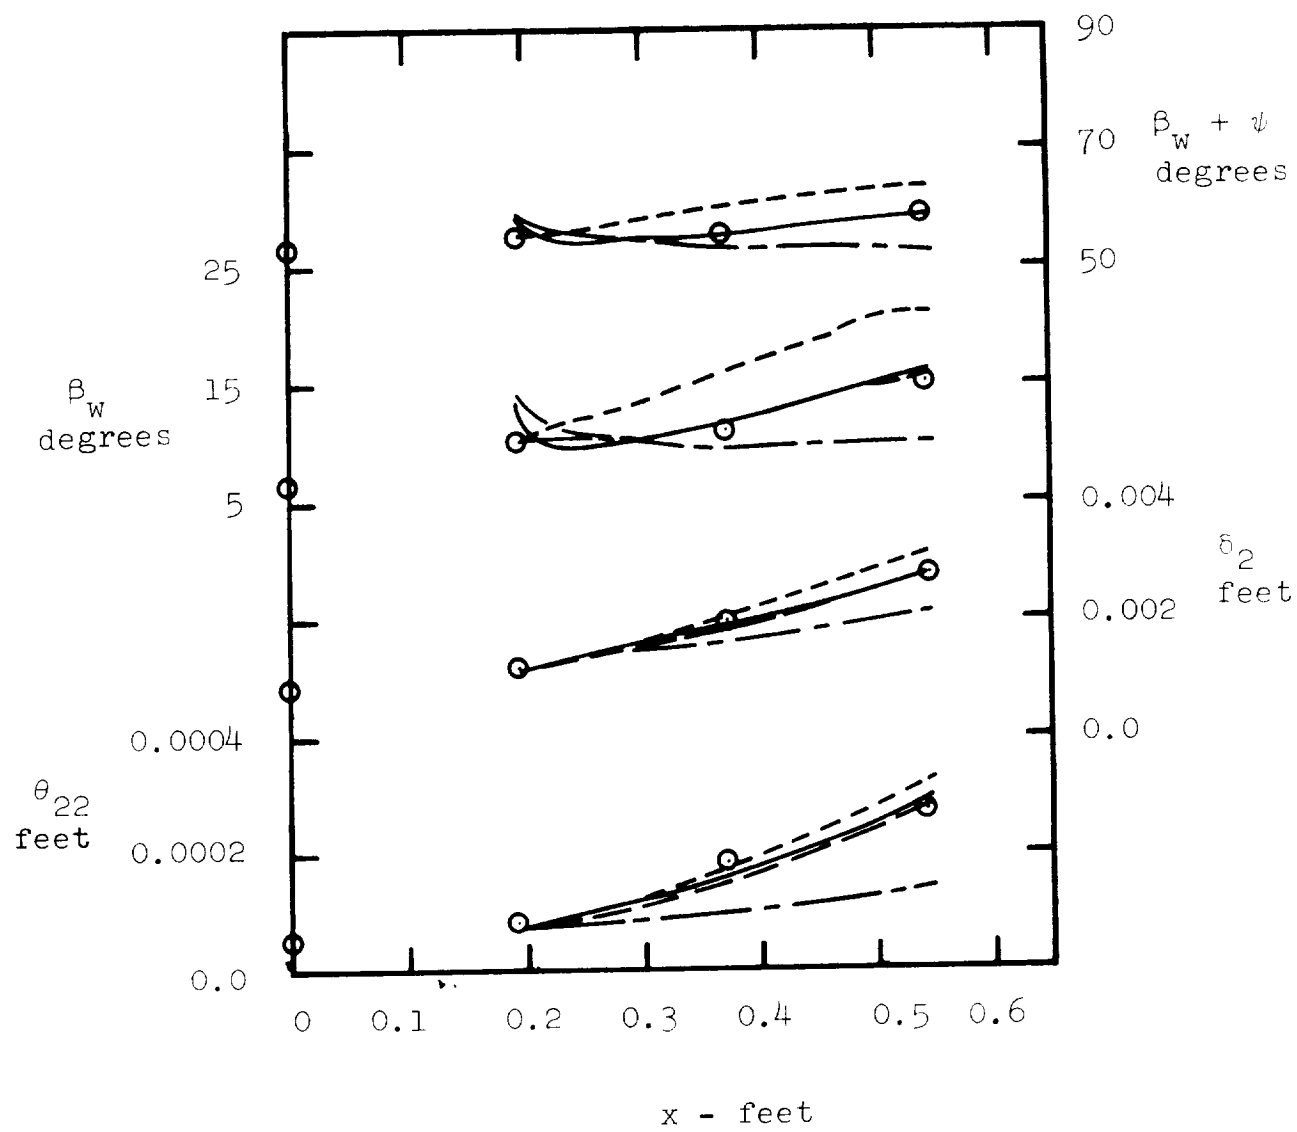 90
70
β_w + ψ
degrees
50
25
β_w
degrees
15
5
0.004
δ_2
feet
0.002
0.0
0.0004
θ_22
feet
0.0002
0.0
0 0.1 0.2 0.3 0.4 0.5 0.6
x - feet